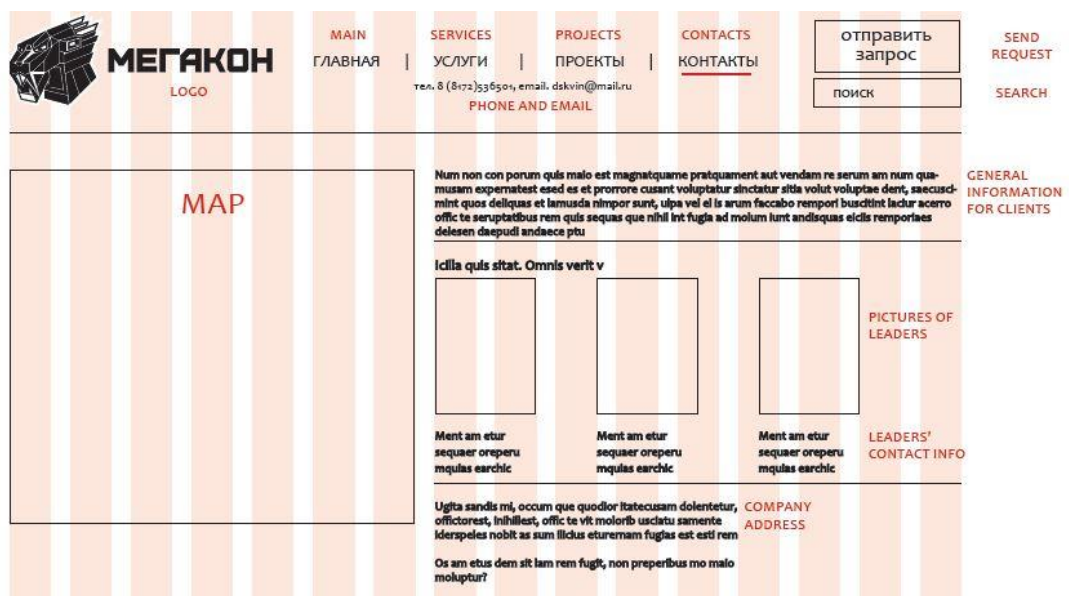 MAIN
SERVICES
PROJECTS
CONTACTS
МЕГАКОН
LOGO
ГЛАВНАЯ | УСЛУГИ | ПРОЕКТЫ | КОНТАКТЫ
тел. 8 (8172)536501, email. dskvin@mail.ru
PHONE AND EMAIL
отправить
запрос
SEND
REQUEST
поиск
SEARCH
MAP
Num non con porum quis maio est magnatquame pratquament aut vendam re serum am num qua-
musam expernatest esed es et prorrore cusant voluptatur sinctatur sitia volut voluptae dent, saecusci-
mint quos deliquas et lamusda nimpor sunt, ulpa vel el is arum faccabo rempori buscitint laciur acerro
offic te seruptatibus rem quis sequas que nihil int fugia ad molum iunt andisquas eiciis remporiaes
delesen daepudi andaece ptu
GENERAL
INFORMATION
FOR CLIENTS
Icilla quis sitat. Omnis verit v
PICTURES OF
LEADERS
Ment am etur
sequaer oreperu
mquias earchic
Ment am etur
sequaer oreperu
mquias earchic
Ment am etur
sequaer oreperu
mquias earchic
LEADERS’
CONTACT INFO
Ugita sandis mi, occum que quodior itatecusam dolentetur,
offictorest, inihillest, offic te vit molorib usciatu samente
iderspeles nobit as sum ilicius eturernam fugias est esti rem
COMPANY
ADDRESS
Os am etus dem sit lam rem fugit, non preperibus mo maio
moluptur?